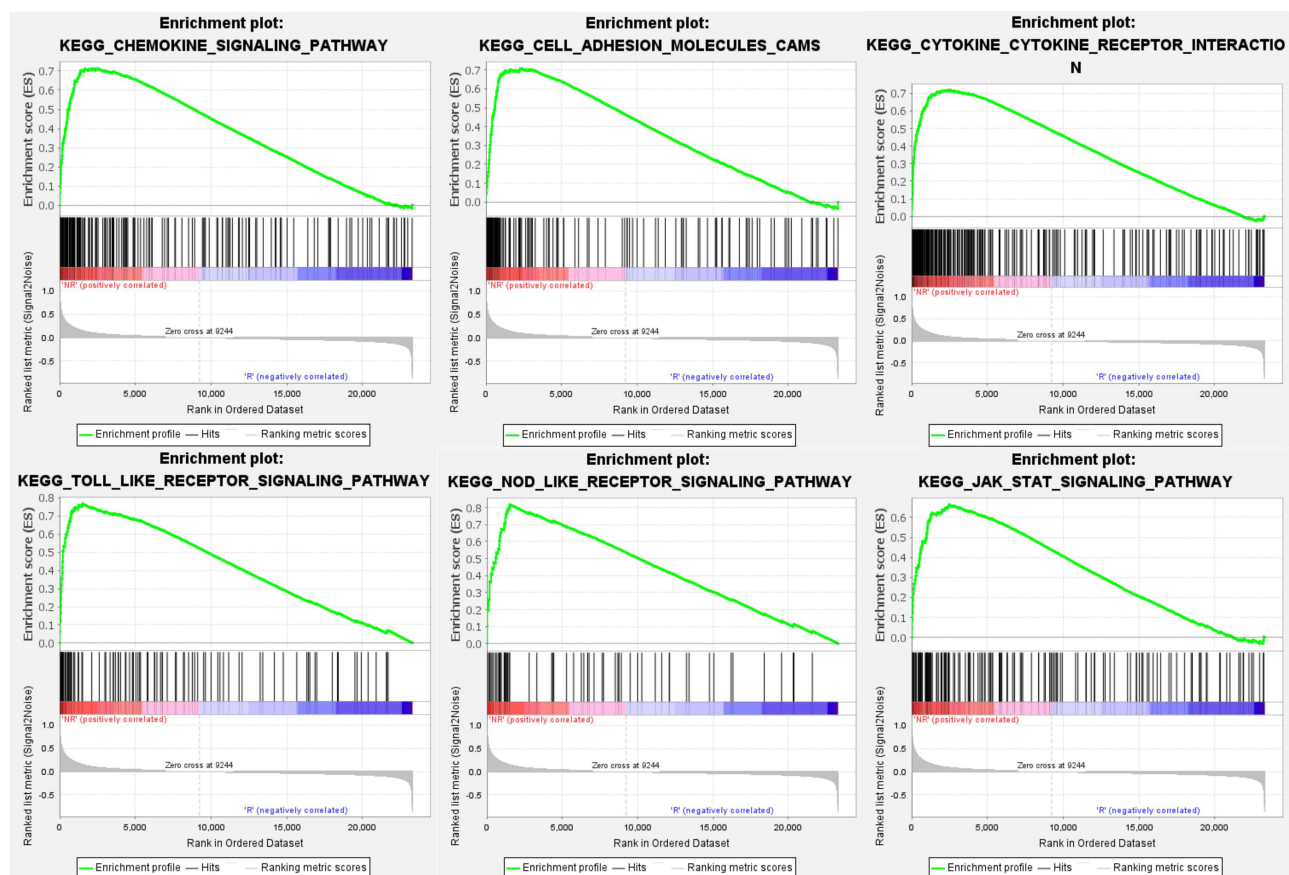 Enrichment plot:
KEGG_CHEMOKINE_SIGNALING_PATHWAY
Enrichment score (ES)
0.7
0.6
0.5
0.4
0.3
0.2
0.1
0.0
'NR' (positively correlated)
Ranked list metric (Signal2Noise)
1.0
0.5
0.0
-0.5
Zero cross at 9244
'R' (negatively correlated)
0 5,000 10,000 15,000 20,000
Rank in Ordered Dataset
Enrichment profile Hits Ranking metric scores
Enrichment plot:
KEGG_CELL_ADHESION_MOLECULES_CAMS
Enrichment score (ES)
0.7
0.6
0.5
0.4
0.3
0.2
0.1
0.0
'NR' (positively correlated)
Ranked list metric (Signal2Noise)
1.0
0.5
0.0
-0.5
Zero cross at 9244
'R' (negatively correlated)
0 5,000 10,000 15,000 20,000
Rank in Ordered Dataset
Enrichment profile Hits Ranking metric scores
Enrichment plot:
KEGG_CYTOKINE_CYTOKINE_RECEPTOR_INTERACTIO
N
Enrichment score (ES)
0.7
0.6
0.5
0.4
0.3
0.2
0.1
0.0
'NR' (positively correlated)
Ranked list metric (Signal2Noise)
1.0
0.5
0.0
-0.5
Zero cross at 9244
'R' (negatively correlated)
0 5,000 10,000 15,000 20,000
Rank in Ordered Dataset
Enrichment profile Hits Ranking metric scores
Enrichment plot:
KEGG_TOLL_LIKE_RECEPTOR_SIGNALING_PATHWAY
Enrichment score (ES)
0.8
0.7
0.6
0.5
0.4
0.3
0.2
0.1
0.0
'NR' (positively correlated)
Ranked list metric (Signal2Noise)
1.0
0.5
0.0
-0.5
Zero cross at 9244
'R' (negatively correlated)
0 5,000 10,000 15,000 20,000
Rank in Ordered Dataset
Enrichment profile Hits Ranking metric scores
Enrichment plot:
KEGG_NOD_LIKE_RECEPTOR_SIGNALING_PATHWAY
Enrichment score (ES)
0.8
0.7
0.6
0.5
0.4
0.3
0.2
0.1
0.0
'NR' (positively correlated)
Ranked list metric (Signal2Noise)
1.0
0.5
0.0
-0.5
Zero cross at 9244
'R' (negatively correlated)
0 5,000 10,000 15,000 20,000
Rank in Ordered Dataset
Enrichment profile Hits Ranking metric scores
Enrichment plot:
KEGG_JAK_STAT_SIGNALING_PATHWAY
Enrichment score (ES)
0.6
0.5
0.4
0.3
0.2
0.1
0.0
'NR' (positively correlated)
Ranked list metric (Signal2Noise)
1.0
0.5
0.0
-0.5
Zero cross at 9244
'R' (negatively correlated)
0 5,000 10,000 15,000 20,000
Rank in Ordered Dataset
Enrichment profile Hits Ranking metric scores